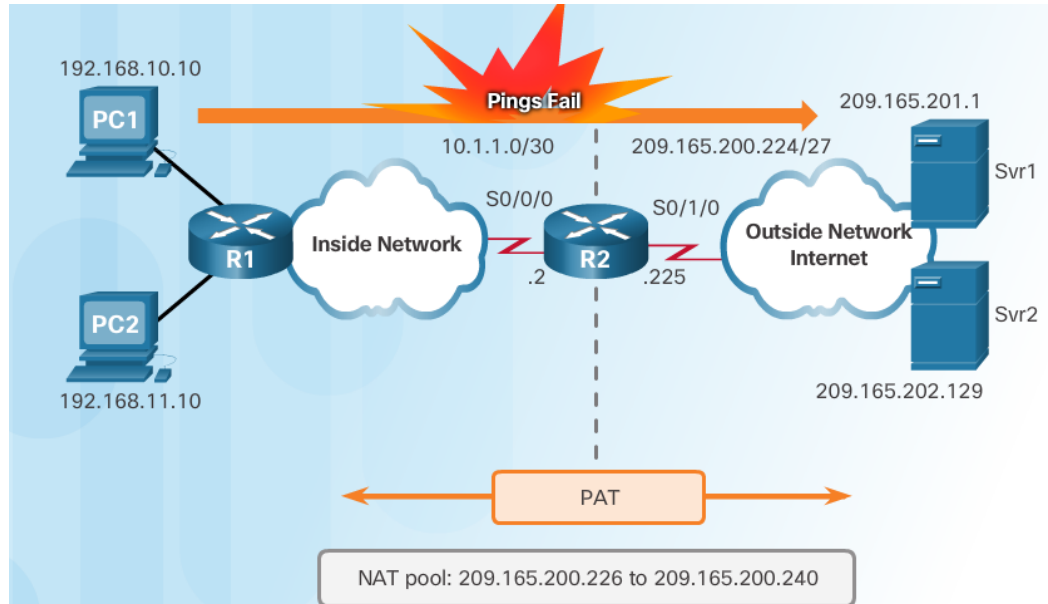 192.168.10.10
PC1
Pings Fail
209.165.201.1
10.1.1.0/30
209.165.200.224/27
Svr1
S0/0/0
S0/1/0
R1
Inside Network
R2
Outside Network
Internet
.2
.225
PC2
Svr2
192.168.11.10
209.165.202.129
PAT
NAT pool: 209.165.200.226 to 209.165.200.240